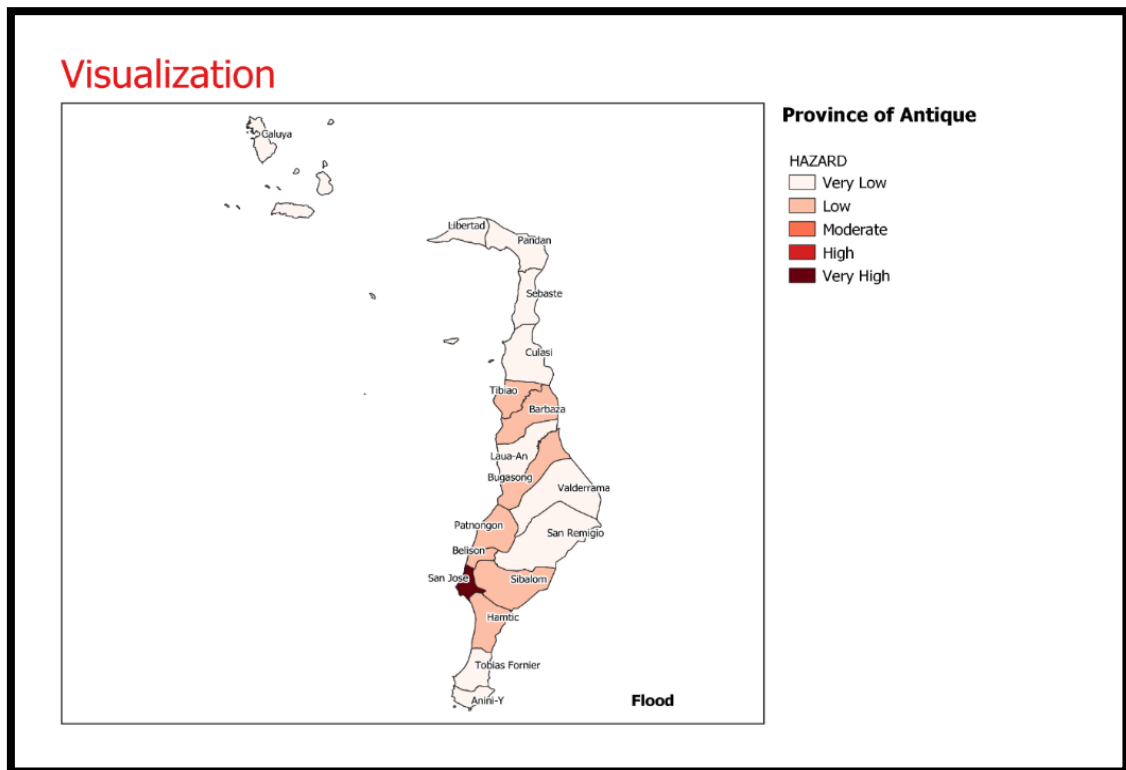 Visualization
Province of Antique
HAZARD
Very Low
Low
Moderate
High
Very High
Caluya
Libertad
Pandan
Sebaste
Culasi
Tibiao
Barbaza
Laua-An
Bugasong
Valderrama
Patnongon
San Remigio
Belison
San Jose
Sibalom
Hamtic
Tobias Fornier
Anini-Y
Flood